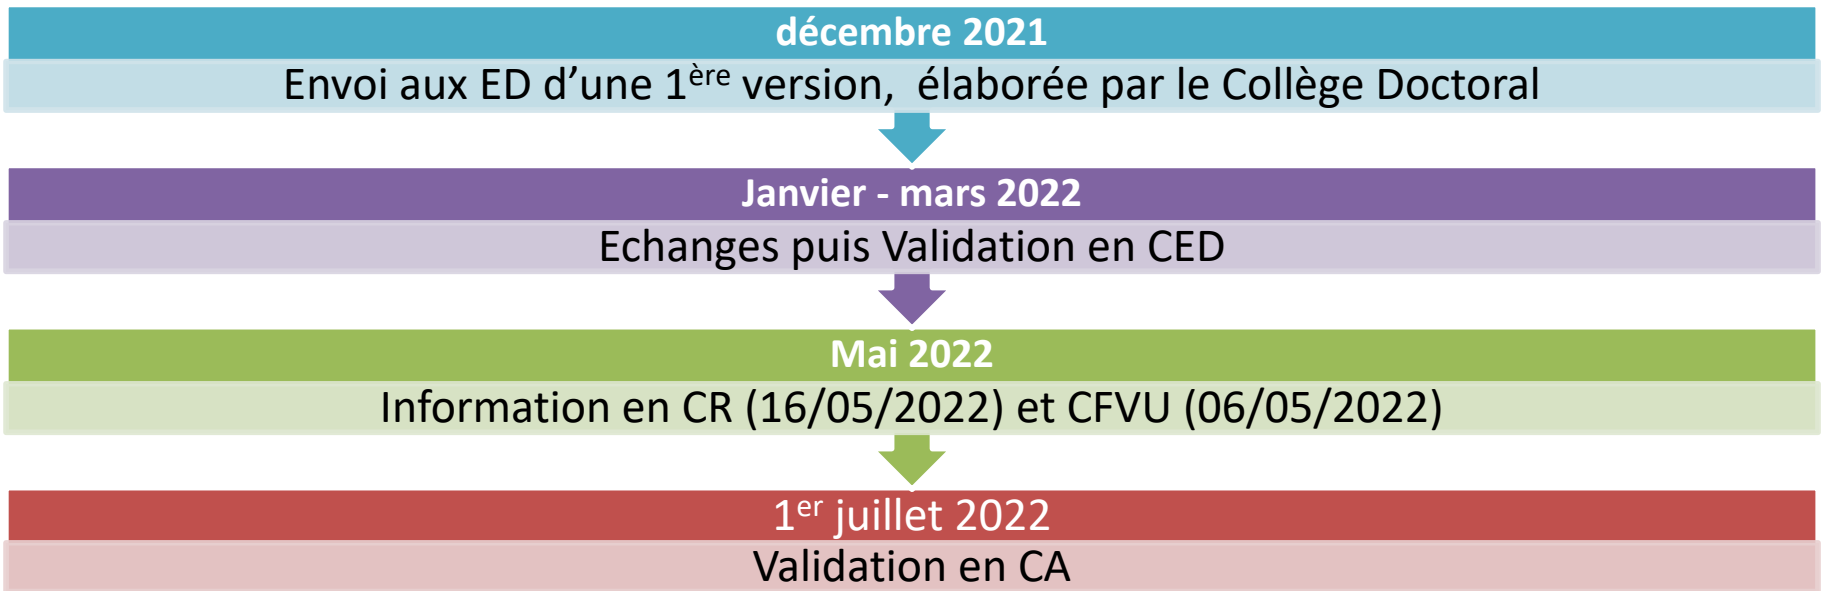 décembre 2021
Envoi aux ED d’une 1ère version, élaborée par le Collège Doctoral
Janvier - mars 2022
Echanges puis Validation en CED
Mai 2022
Information en CR (16/05/2022) et CFVU (06/05/2022)
1er juillet 2022
Validation en CA